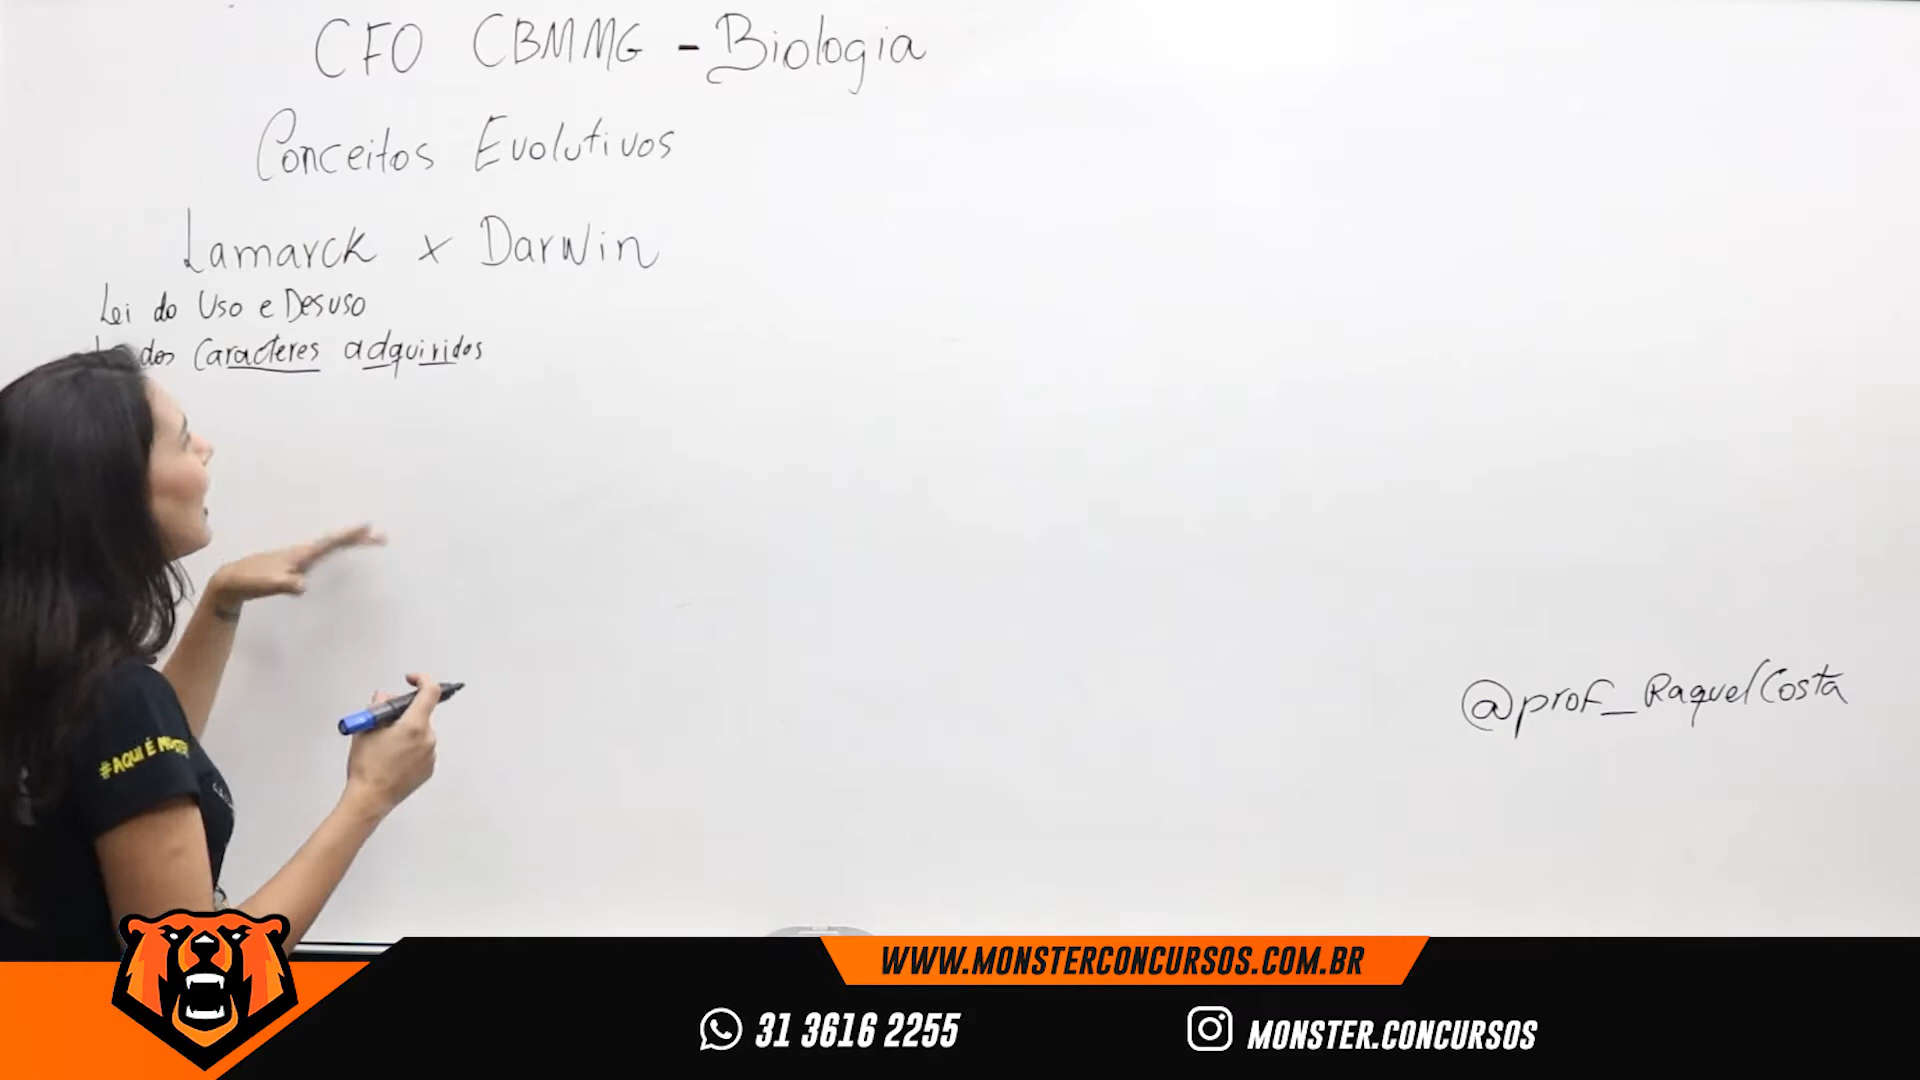 CFO CBMMG - Biologia
Conceitos Evolutivos
Lamarck x Darwin
Lei do Uso e Desuso
dos Caracteres adquiridos
@prof_RaquelCosta
#AQUI É
WWW.MONSTERCONCURSOS.COM.BR
31 3616 2255
MONSTER.CONCURSOS